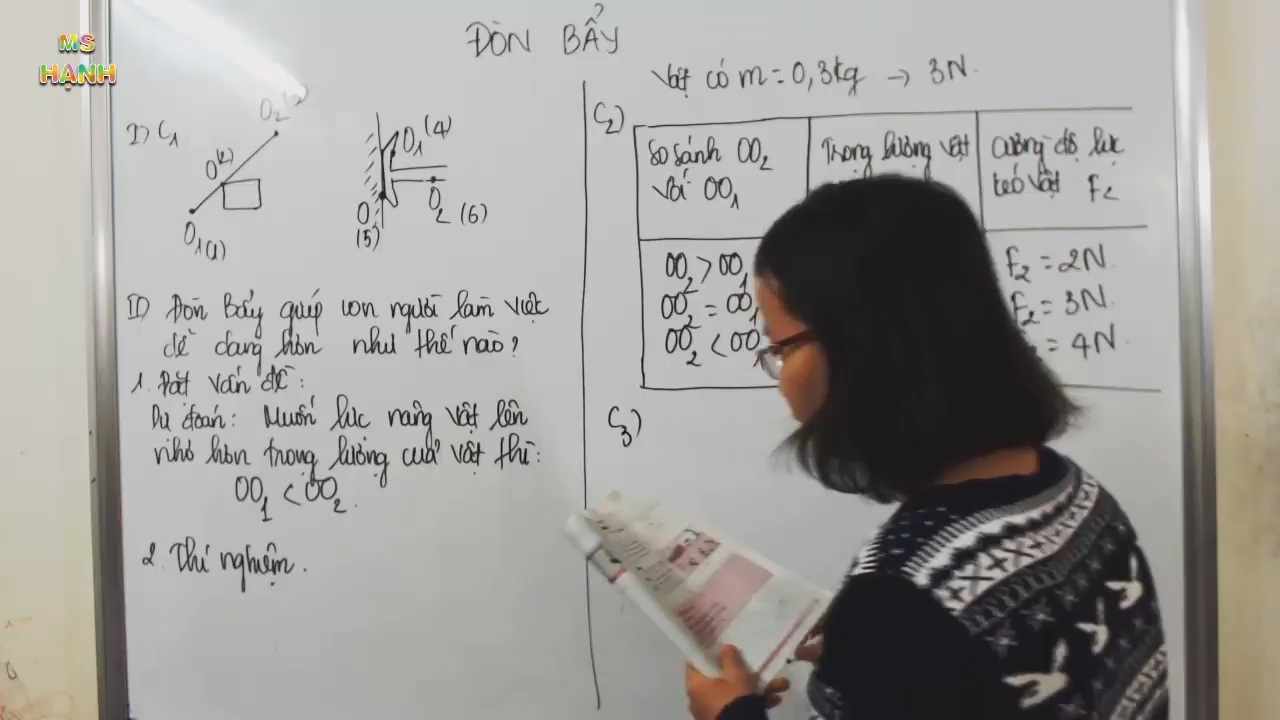 MS
HẠNH
ĐÒN BẨY
I) C1
O2
O(2)
O1(1)
O1(4)
O
(5)
O2 (6)
II) Đòn Bẩy giúp con người làm việc
dễ dàng hơn như thế nào?
1. Đặt vấn đề:
Dự đoán: Muốn lực nâng vật lên
nhỏ hơn trọng lượng của vật thì:
OO1 < OO2.
2. Thí nghiệm.
Vật có m = 0,3kg → 3N.
C2)
So sánh OO2
với OO1
Trọng lượng vật
Cường độ lực
kéo vật F2
OO2 > OO1
F2 = 2N.
OO2 = OO1
F2 = 3N.
OO2 < OO1
= 4N.
C3)